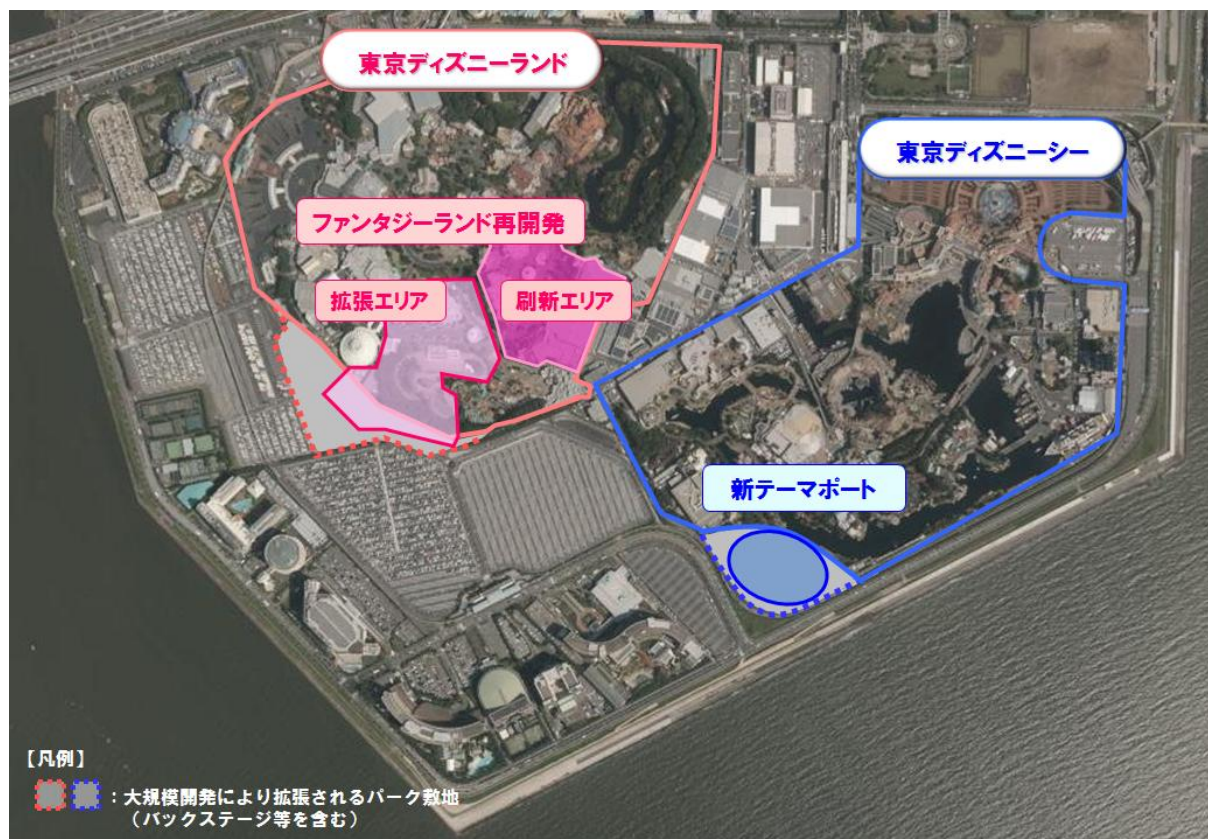 東京ディズニーランド
東京ディズニーシー
ファンタジーランド再開発
拡張エリア
刷新エリア
新テーマポート
【凡例】
：大規模開発により拡張されるパーク敷地
（バックステージ等を含む）